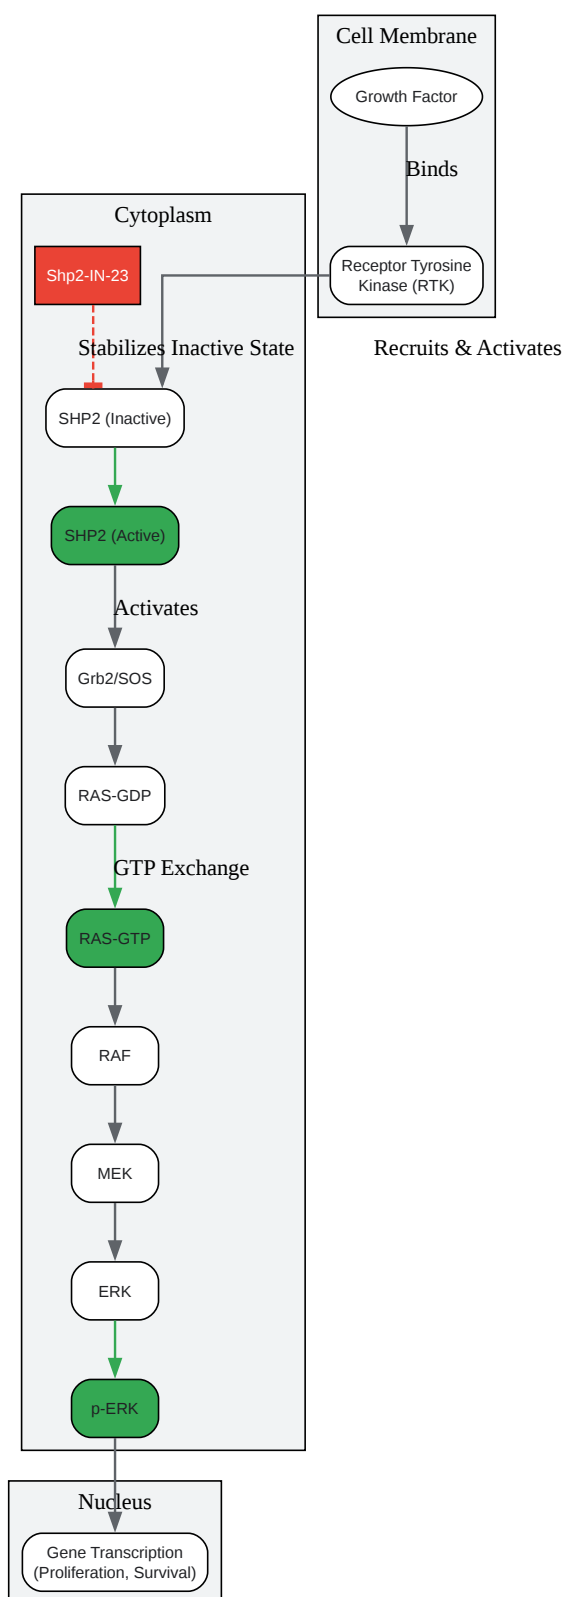 Cell Membrane
Growth Factor
Binds
Receptor Tyrosine
Kinase (RTK)
Cytoplasm
Shp2-IN-23
Stabilizes Inactive State
Recruits & Activates
SHP2 (Inactive)
SHP2 (Active)
Activates
Grb2/SOS
RAS-GDP
GTP Exchange
RAS-GTP
RAF
MEK
ERK
p-ERK
Nucleus
Gene Transcription
(Proliferation, Survival)